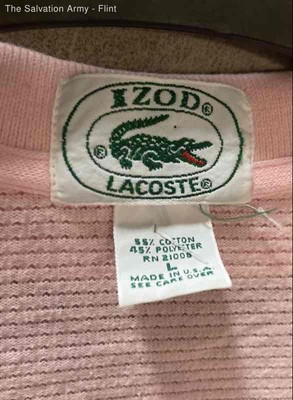 The Salvation Army - Flint
IZOD®
®
LACOSTE®
55% COTTON
45% POLYESTER
RN 21006
L
MADE IN U.S.A.
SEE CARE OVER